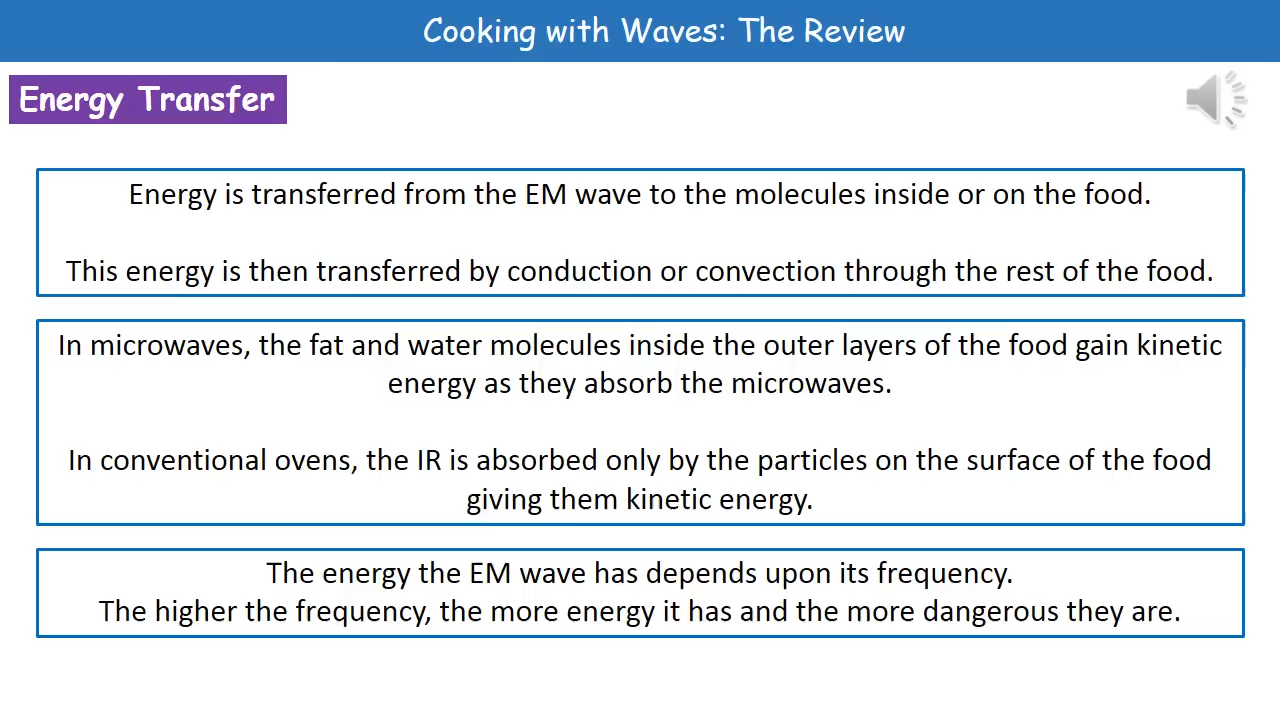 Cooking with Waves: The Review
Energy Transfer
Energy is transferred from the EM wave to the molecules inside or on the food.
This energy is then transferred by conduction or convection through the rest of the food.
In microwaves, the fat and water molecules inside the outer layers of the food gain kinetic
energy as they absorb the microwaves.
In conventional ovens, the IR is absorbed only by the particles on the surface of the food
giving them kinetic energy.
The energy the EM wave has depends upon its frequency.
The higher the frequency, the more energy it has and the more dangerous they are.